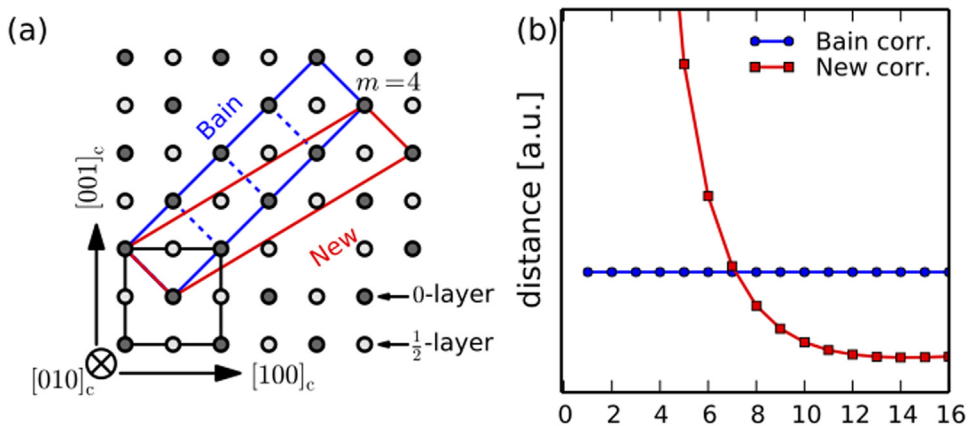 (a)
m = 4
Bain
[001]c
New
0-layer
1/2-layer
[010]c
[100]c
(b)
distance [a.u.]
Bain corr.
New corr.
0 2 4 6 8 10 12 14 16